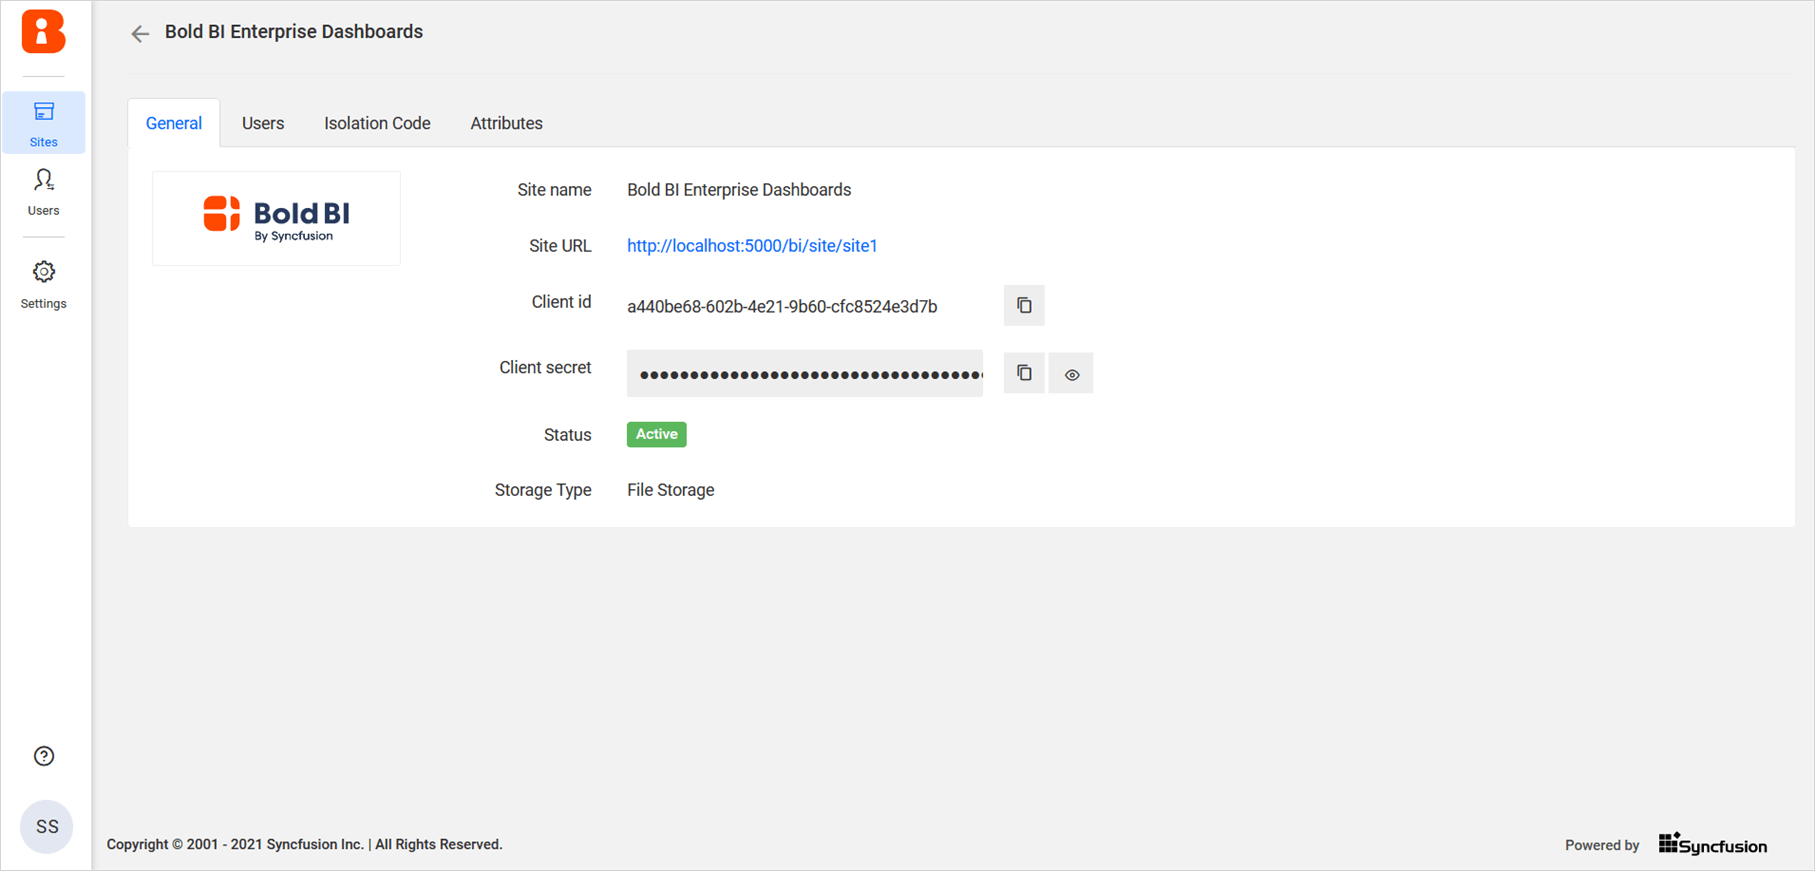 Bold BI Enterprise Dashboards
Sites
Users
Settings
General
Users
Isolation Code
Attributes
Bold BI
By Syncfusion
Site name
Bold BI Enterprise Dashboards
Site URL
http://localhost:5000/bi/site/site1
Client id
a440be68-602b-4e21-9b60-cfc8524e3d7b
Client secret
Status
Active
Storage Type
File Storage
SS
Copyright © 2001 - 2021 Syncfusion Inc. | All Rights Reserved.
Powered by
Syncfusion